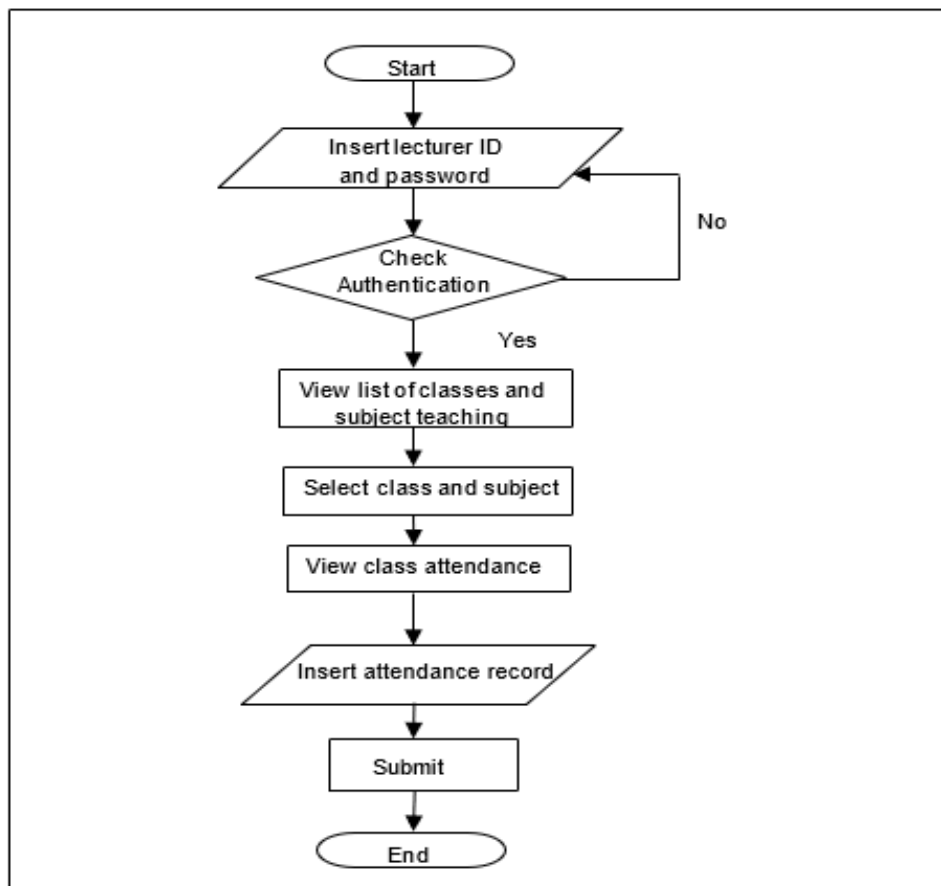 Start
Insert lecturer ID
and password
No
Check
Authentication
Yes
View list of classes and
subject teaching
Select class and subject
View class attendance
Insert attendance record
Submit
End